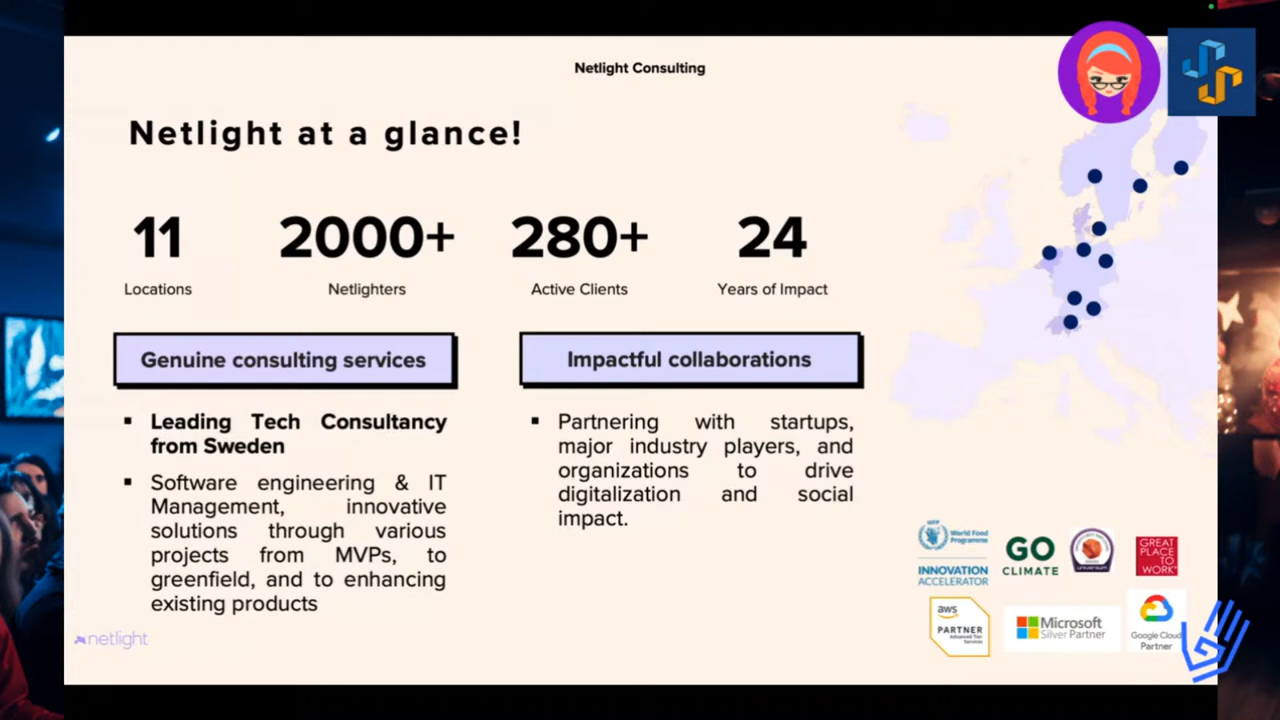 Netlight Consulting
Netlight at a glance!
11
Locations
2000+
Netlighters
280+
Active Clients
24
Years of Impact
Genuine consulting services
▪ Leading Tech Consultancy
from Sweden
▪ Software engineering & IT
Management, innovative
solutions through various
projects from MVPs, to
greenfield, and to enhancing
existing products
Impactful collaborations
▪ Partnering with startups,
major industry players, and
organizations to drive
digitalization and social
impact.
World Food
Programme
INNOVATION
ACCELERATOR
GO
CLIMATE
universum
GREAT
PLACE
TO
WORK
aws
PARTNER
Advanced Tier
Services
Microsoft
Silver Partner
Google Cloud
Partner
netlight